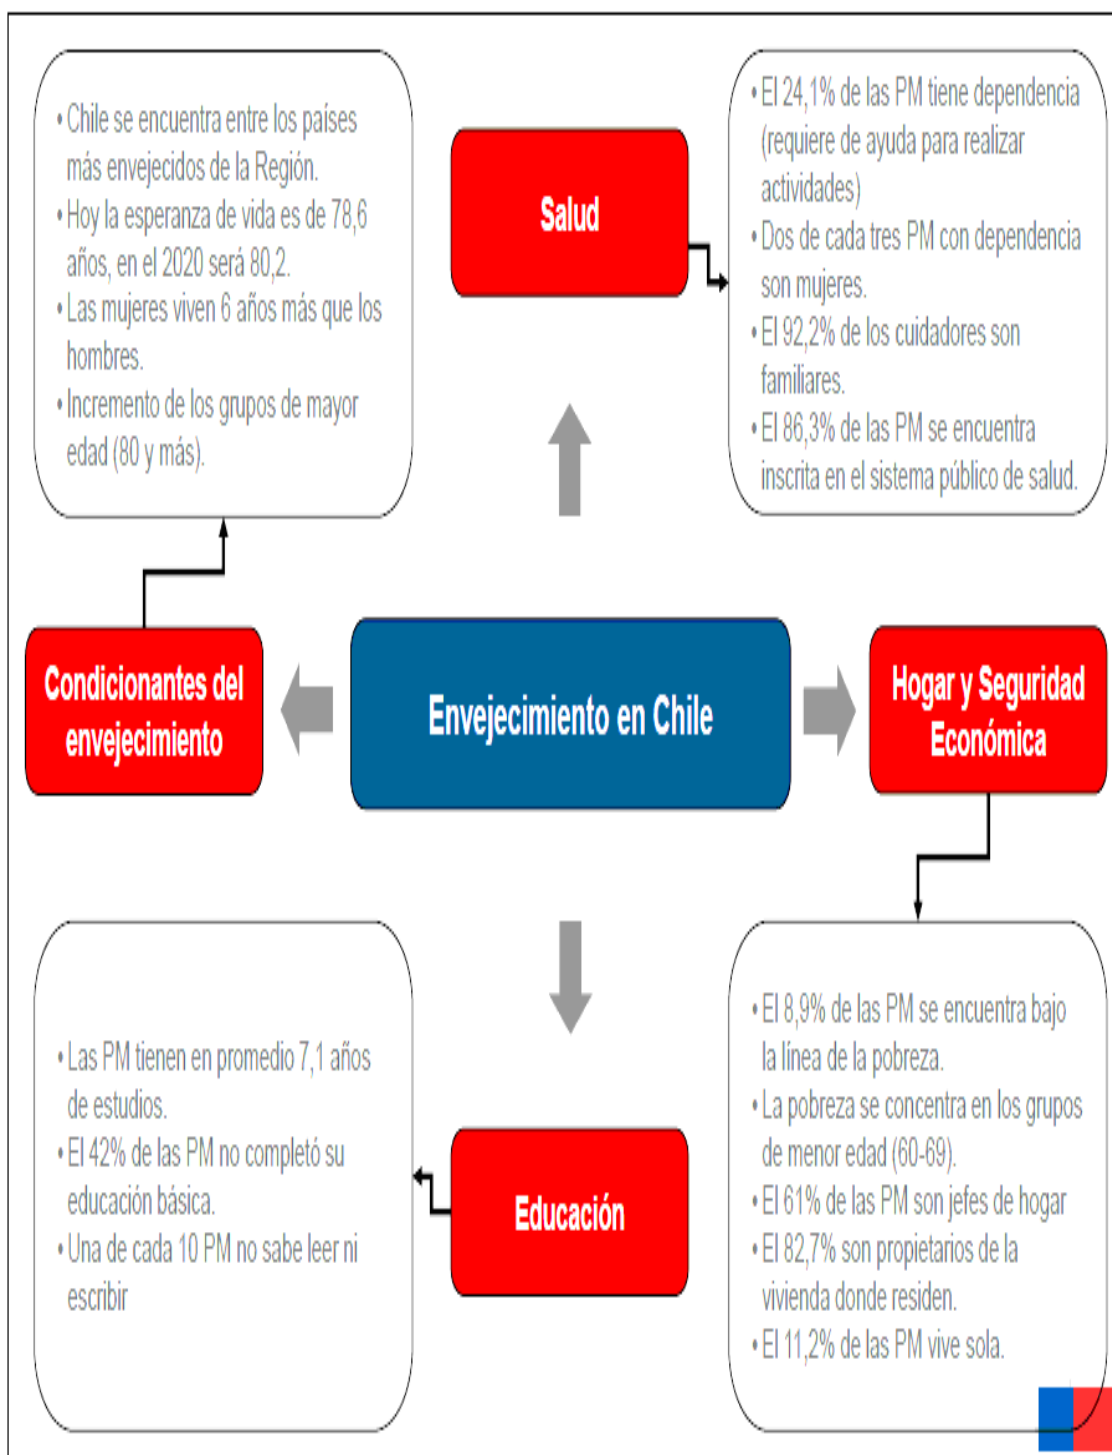 • Chile se encuentra entre los países
más envejecidos de la Región.
• Hoy la esperanza de vida es de 78,6
años, en el 2020 será 80,2.
• Las mujeres viven 6 años más que los
hombres.
• Incremento de los grupos de mayor
edad (80 y más).
Salud
• El 24,1% de las PM tiene dependencia
(requiere de ayuda para realizar
actividades)
• Dos de cada tres PM con dependencia
son mujeres.
• El 92,2% de los cuidadores son
familiares.
• El 86,3% de las PM se encuentra
inscrita en el sistema público de salud.
Condicionantes del
envejecimiento
Envejecimiento en Chile
Hogar y Seguridad
Económica
• Las PM tienen en promedio 7,1 años
de estudios.
• El 42% de las PM no completó su
educación básica.
• Una de cada 10 PM no sabe leer ni
escribir
Educación
• El 8,9% de las PM se encuentra bajo
la línea de la pobreza.
• La pobreza se concentra en los grupos
de menor edad (60-69).
• El 61% de las PM son jefes de hogar
• El 82,7% son propietarios de la
vivienda donde residen.
• El 11,2% de las PM vive sola.